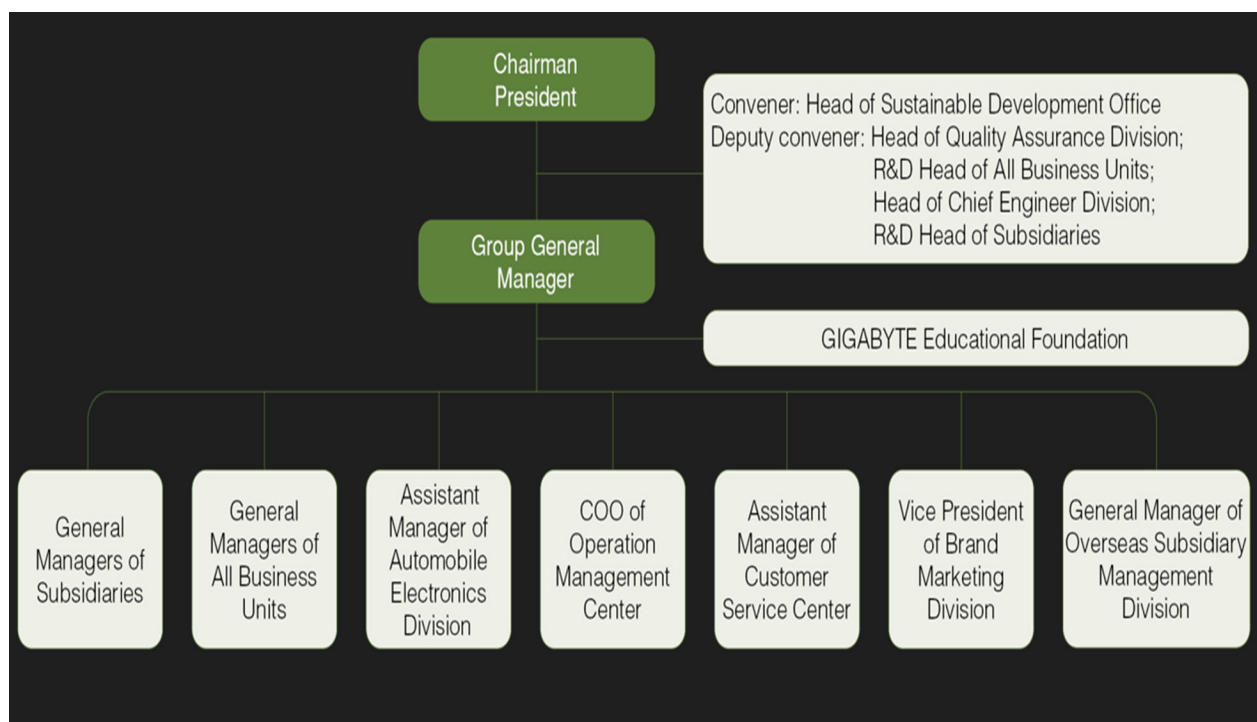 Chairman
President
Convener: Head of Sustainable Development Office
Deputy convener: Head of Quality Assurance Division;
R&D Head of All Business Units;
Head of Chief Engineer Division;
R&D Head of Subsidiaries
Group General
Manager
GIGABYTE Educational Foundation
General
Managers of
Subsidiaries
General
Managers of
All Business
Units
Assistant
Manager of
Automobile
Electronics
Division
COO of
Operation
Management
Center
Assistant
Manager of
Customer
Service Center
Vice President
of Brand
Marketing
Division
General Manager of
Overseas Subsidiary
Management
Division